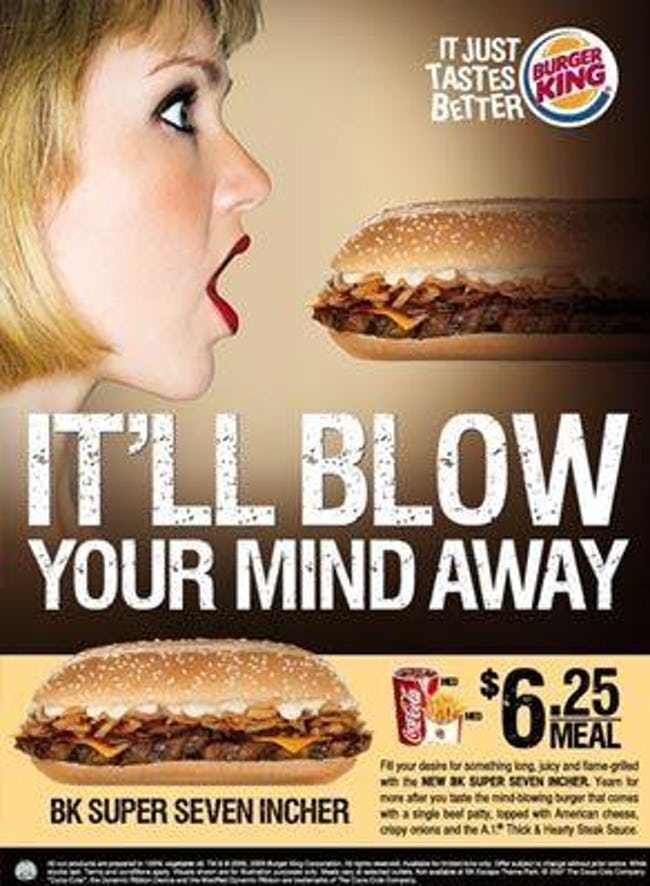 IT JUST
TASTES
BETTER
BURGER
KING
IT'LL BLOW
YOUR MIND AWAY
Coca-Cola
MED
MED
$6.25
MEAL
Fill your desire for something long, juicy and flame-grilled
with the NEW BK SUPER SEVEN INCHER. Yearn for
more after you taste the mind-blowing burger that comes
with a single beef patty, topped with American cheese,
crispy onions and the A.1.® Thick & Hearty Steak Sauce.
BK SUPER SEVEN INCHER